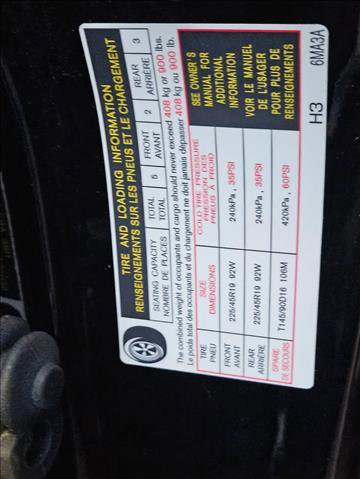 TIRE AND LOADING INFORMATION
RENSEIGNEMENTS SUR LES PNEUS ET LE CHARGEMENT
SEATING CAPACITY TOTAL 5 FRONT 2 REAR 3
NOMBRE DE PLACES TOTAL AVANT ARRIÈRE
The combined weight of occupants and cargo should never exceed 408 kg or 900 lbs.
Le poids total des occupants et du chargement ne doit jamais dépasser 408 kg ou 900 lb.
TIRE SIZE COLD TIRE PRESSURE
PNEU DIMENSIONS PRESSION DES PNEUS À FROID
FRONT 225/45R19 92W 240kPa, 35PSI
AVANT
REAR 225/45R19 92W 240kPa, 35PSI
ARRIÈRE
SPARE T145/90D16 106M 420kPa, 60PSI
DE SECOURS
SEE OWNER'S
MANUAL FOR
ADDITIONAL
INFORMATION
VOIR LE MANUEL
DE L'USAGER
POUR PLUS DE
RENSEIGNEMENTS
H3 6MA3A